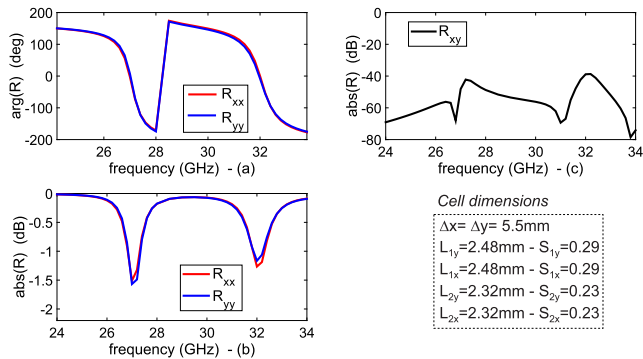 200
100
0
-100
-200
arg(R) (deg)
R_xx
R_yy
26 28 30 32
frequency (GHz) - (a)
0
-20
-40
-60
-80
abs(R) (dB)
R_xy
24 26 28 30 32 34
frequency (GHz) - (c)
0
-0.5
-1
-1.5
-2
abs(R) (dB)
R_xx
R_yy
24 26 28 30 32 34
frequency (GHz) - (b)
Cell dimensions
Δx= Δy= 5.5mm
L_1y=2.48mm - S_1y=0.29
L_1x=2.48mm - S_1x=0.29
L_2y=2.32mm - S_2y=0.23
L_2x=2.32mm - S_2x=0.23